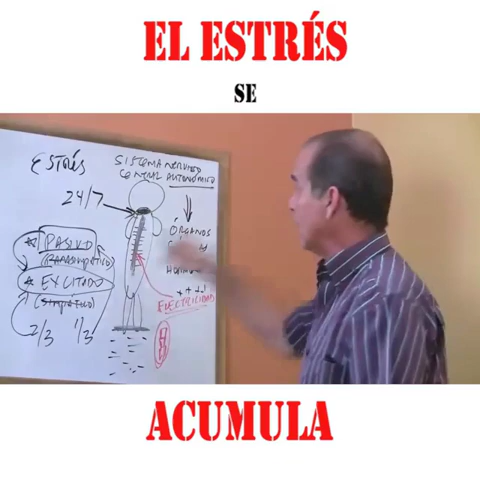 EL ESTRÉS
SE
ESTRÉS
SISTEMA NERVIOSO
CENTRAL AUTONÓMICO
24/7
ÓRGANOS
PASIVO
(PARASIMPÁTICO)
EXCITADO
(SIMPÁTICO)
2/3 1/3
++++
ELECTRICIDAD
ACUMULA